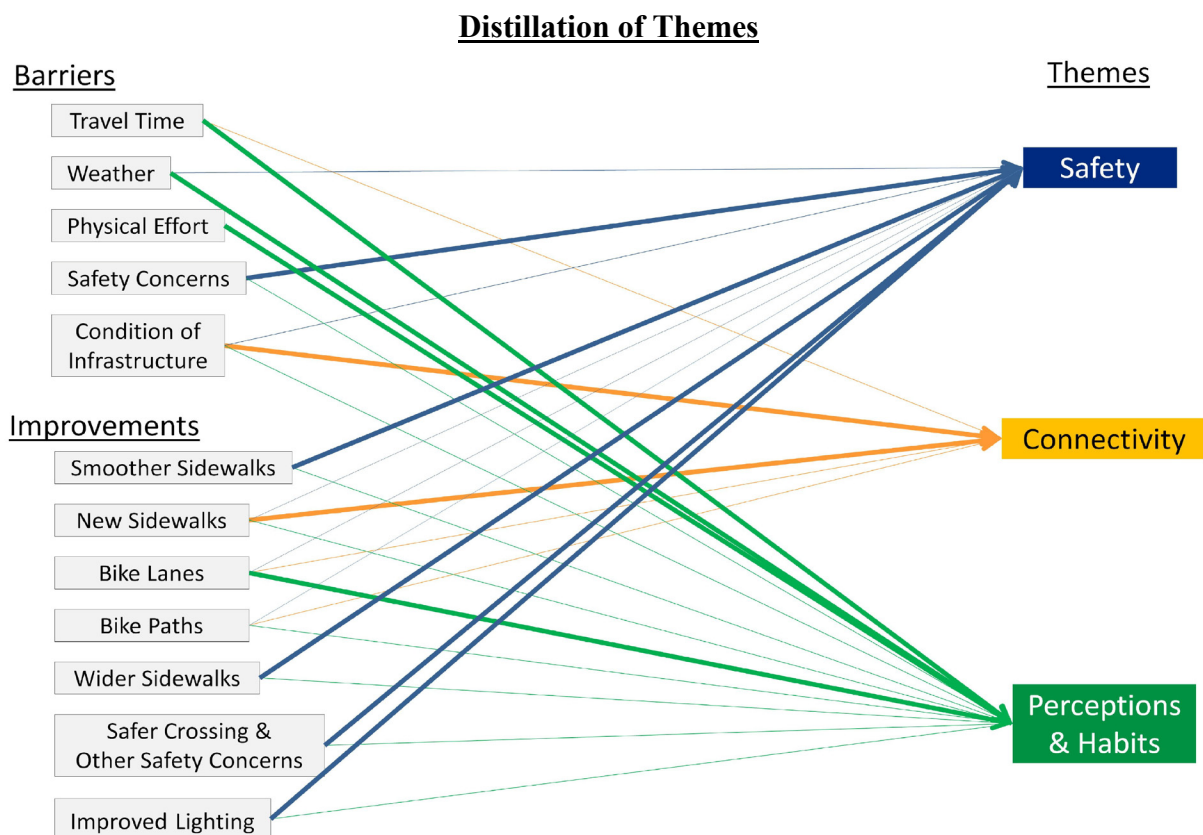 Distillation of Themes
Barriers
Themes
Travel Time
Weather
Physical Effort
Safety Concerns
Condition of
Infrastructure
Improvements
Smoother Sidewalks
New Sidewalks
Bike Lanes
Bike Paths
Wider Sidewalks
Safer Crossing &
Other Safety Concerns
Improved Lighting
Safety
Connectivity
Perceptions
& Habits